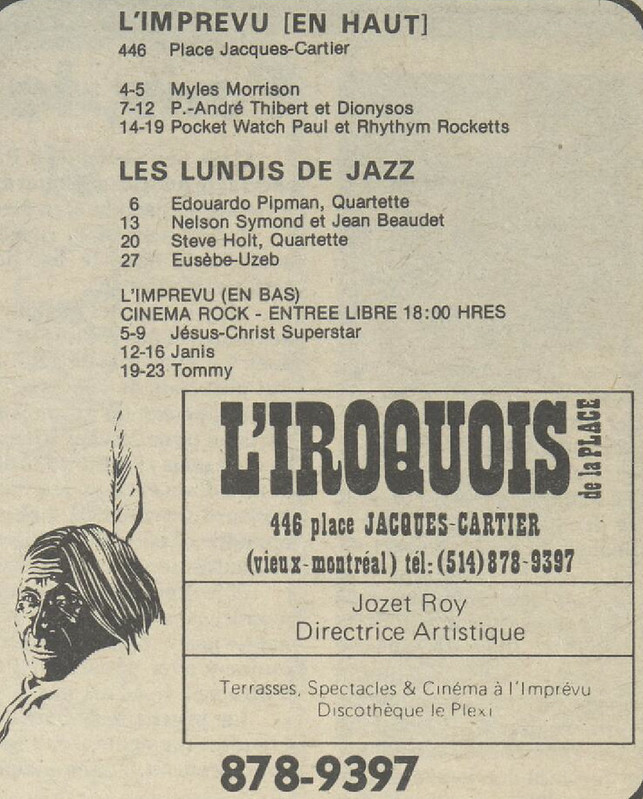 L'IMPREVU [EN HAUT]
446 Place Jacques-Cartier
4-5 Myles Morrison
7-12 P.-André Thibert et Dionysos
14-19 Pocket Watch Paul et Rhythym Rocketts
LES LUNDIS DE JAZZ
6 Edouardo Pipman, Quartette
13 Nelson Symond et Jean Beaudet
20 Steve Holt, Quartette
27 Eusèbe-Uzeb
L'IMPREVU (EN BAS)
CINEMA ROCK - ENTREE LIBRE 18:00 HRES
5-9 Jésus-Christ Superstar
12-16 Janis
19-23 Tommy
L'IROQUOIS de la PLACE
446 place JACQUES-CARTIER
(vieux-montréal) tél: (514) 878-9397
Jozet Roy
Directrice Artistique
Terrasses, Spectacles & Cinéma à l'Imprévu
Discothèque le Plexi
878-9397